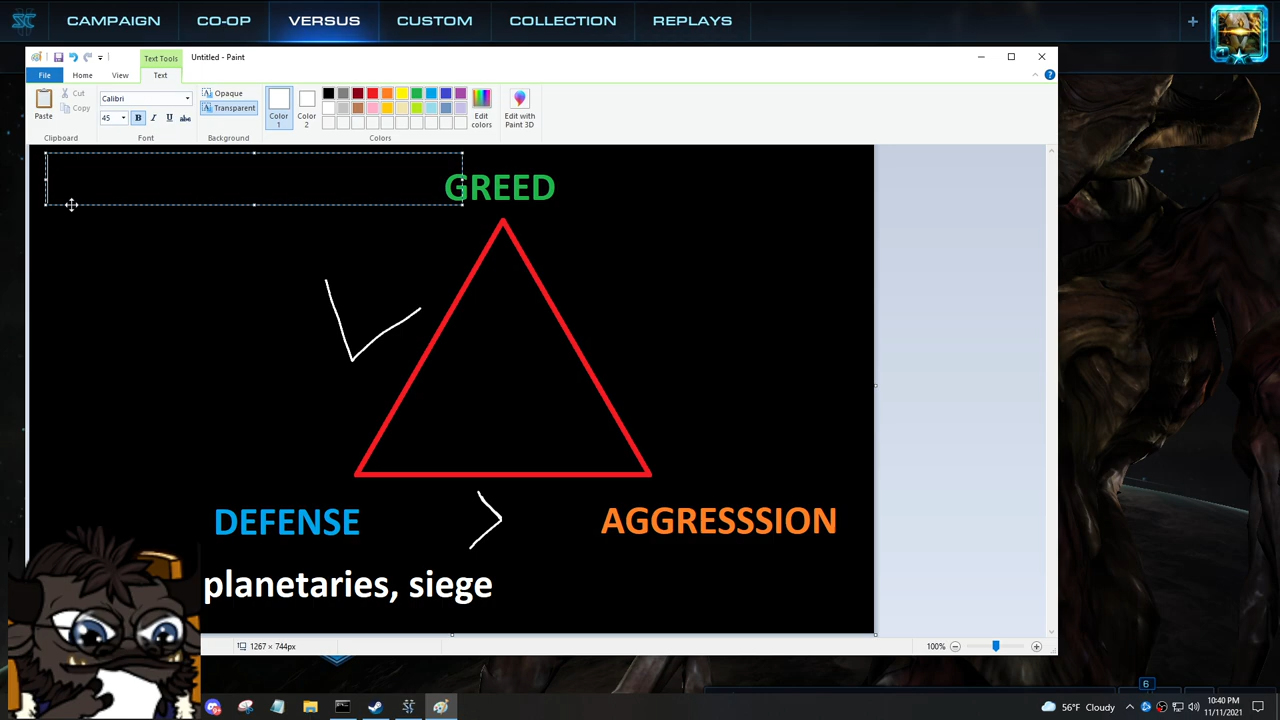 CAMPAIGN CO-OP VERSUS CUSTOM COLLECTION REPLAYS
Text Tools Untitled - Paint
File Home View Text
Paste Cut Copy Calibri 45 B I U abc Opaque Transparent Color 1 Color 2 Edit colors Edit with Paint 3D
Clipboard Font Background Colors
GREED
DEFENSE > AGGRESSSION
planetaries, siege
1267 × 744px 100%
6
56°F Cloudy 10:40 PM
11/11/2021